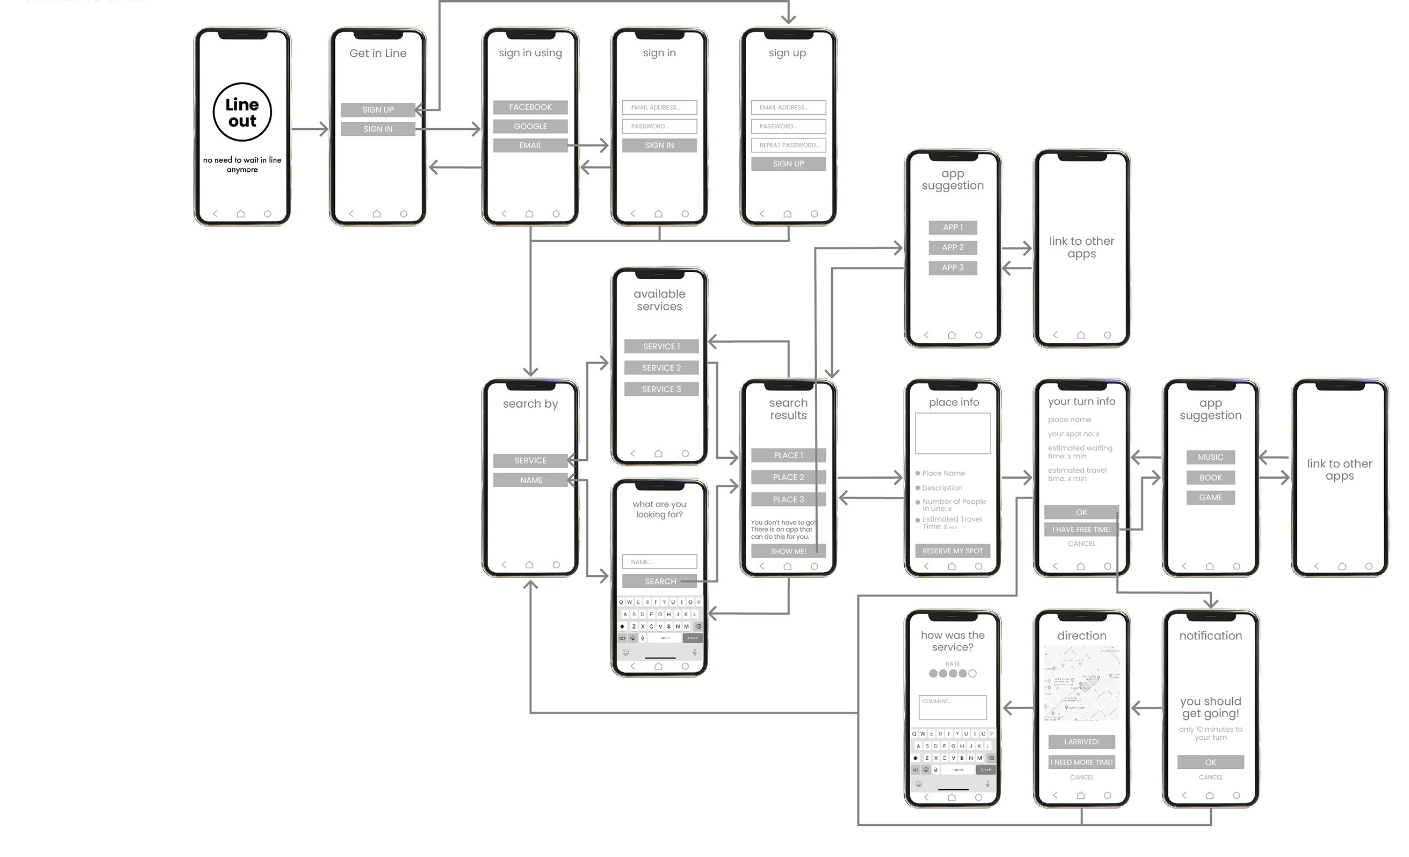 Line
out
no need to wait in line
anymore
Get in Line
SIGN UP
SIGN IN
sign in using
FACEBOOK
GOOGLE
EMAIL
sign in
EMAIL ADDRESS...
PASSWORD...
SIGN IN
sign up
EMAIL ADDRESS...
PASSWORD...
REPEAT PASSWORD...
SIGN UP
app
suggestion
APP 1
APP 2
APP 3
link to other
apps
available
services
SERVICE 1
SERVICE 2
SERVICE 3
search by
SERVICE
NAME
what are you
looking for?
NAME...
SEARCH
Q W E R T Y U I O P
A S D F G H J K L
Z X C V B N M
search
results
PLACE 1
PLACE 2
PLACE 3
You don't have to go!
There is an app that
can do this for you.
SHOW ME!
place info
Place Name
Description
Number of People
in Line: x
Estimated Travel
Time: x min
RESERVE MY SPOT
your turn info
place name
your spot no: x
estimated waiting
time: x min
estimated travel
time: x min
OK
I HAVE FREE TIME!
CANCEL
app
suggestion
MUSIC
BOOK
GAME
link to other
apps
how was the
service?
RATE
COMMENT...
Q W E R T Y U I O P
A S D F G H J K L
Z X C V B N M
direction
I ARRIVED!
I NEED MORE TIME!
CANCEL
notification
you should
get going!
only 10 minutes to
your turn
OK
CANCEL